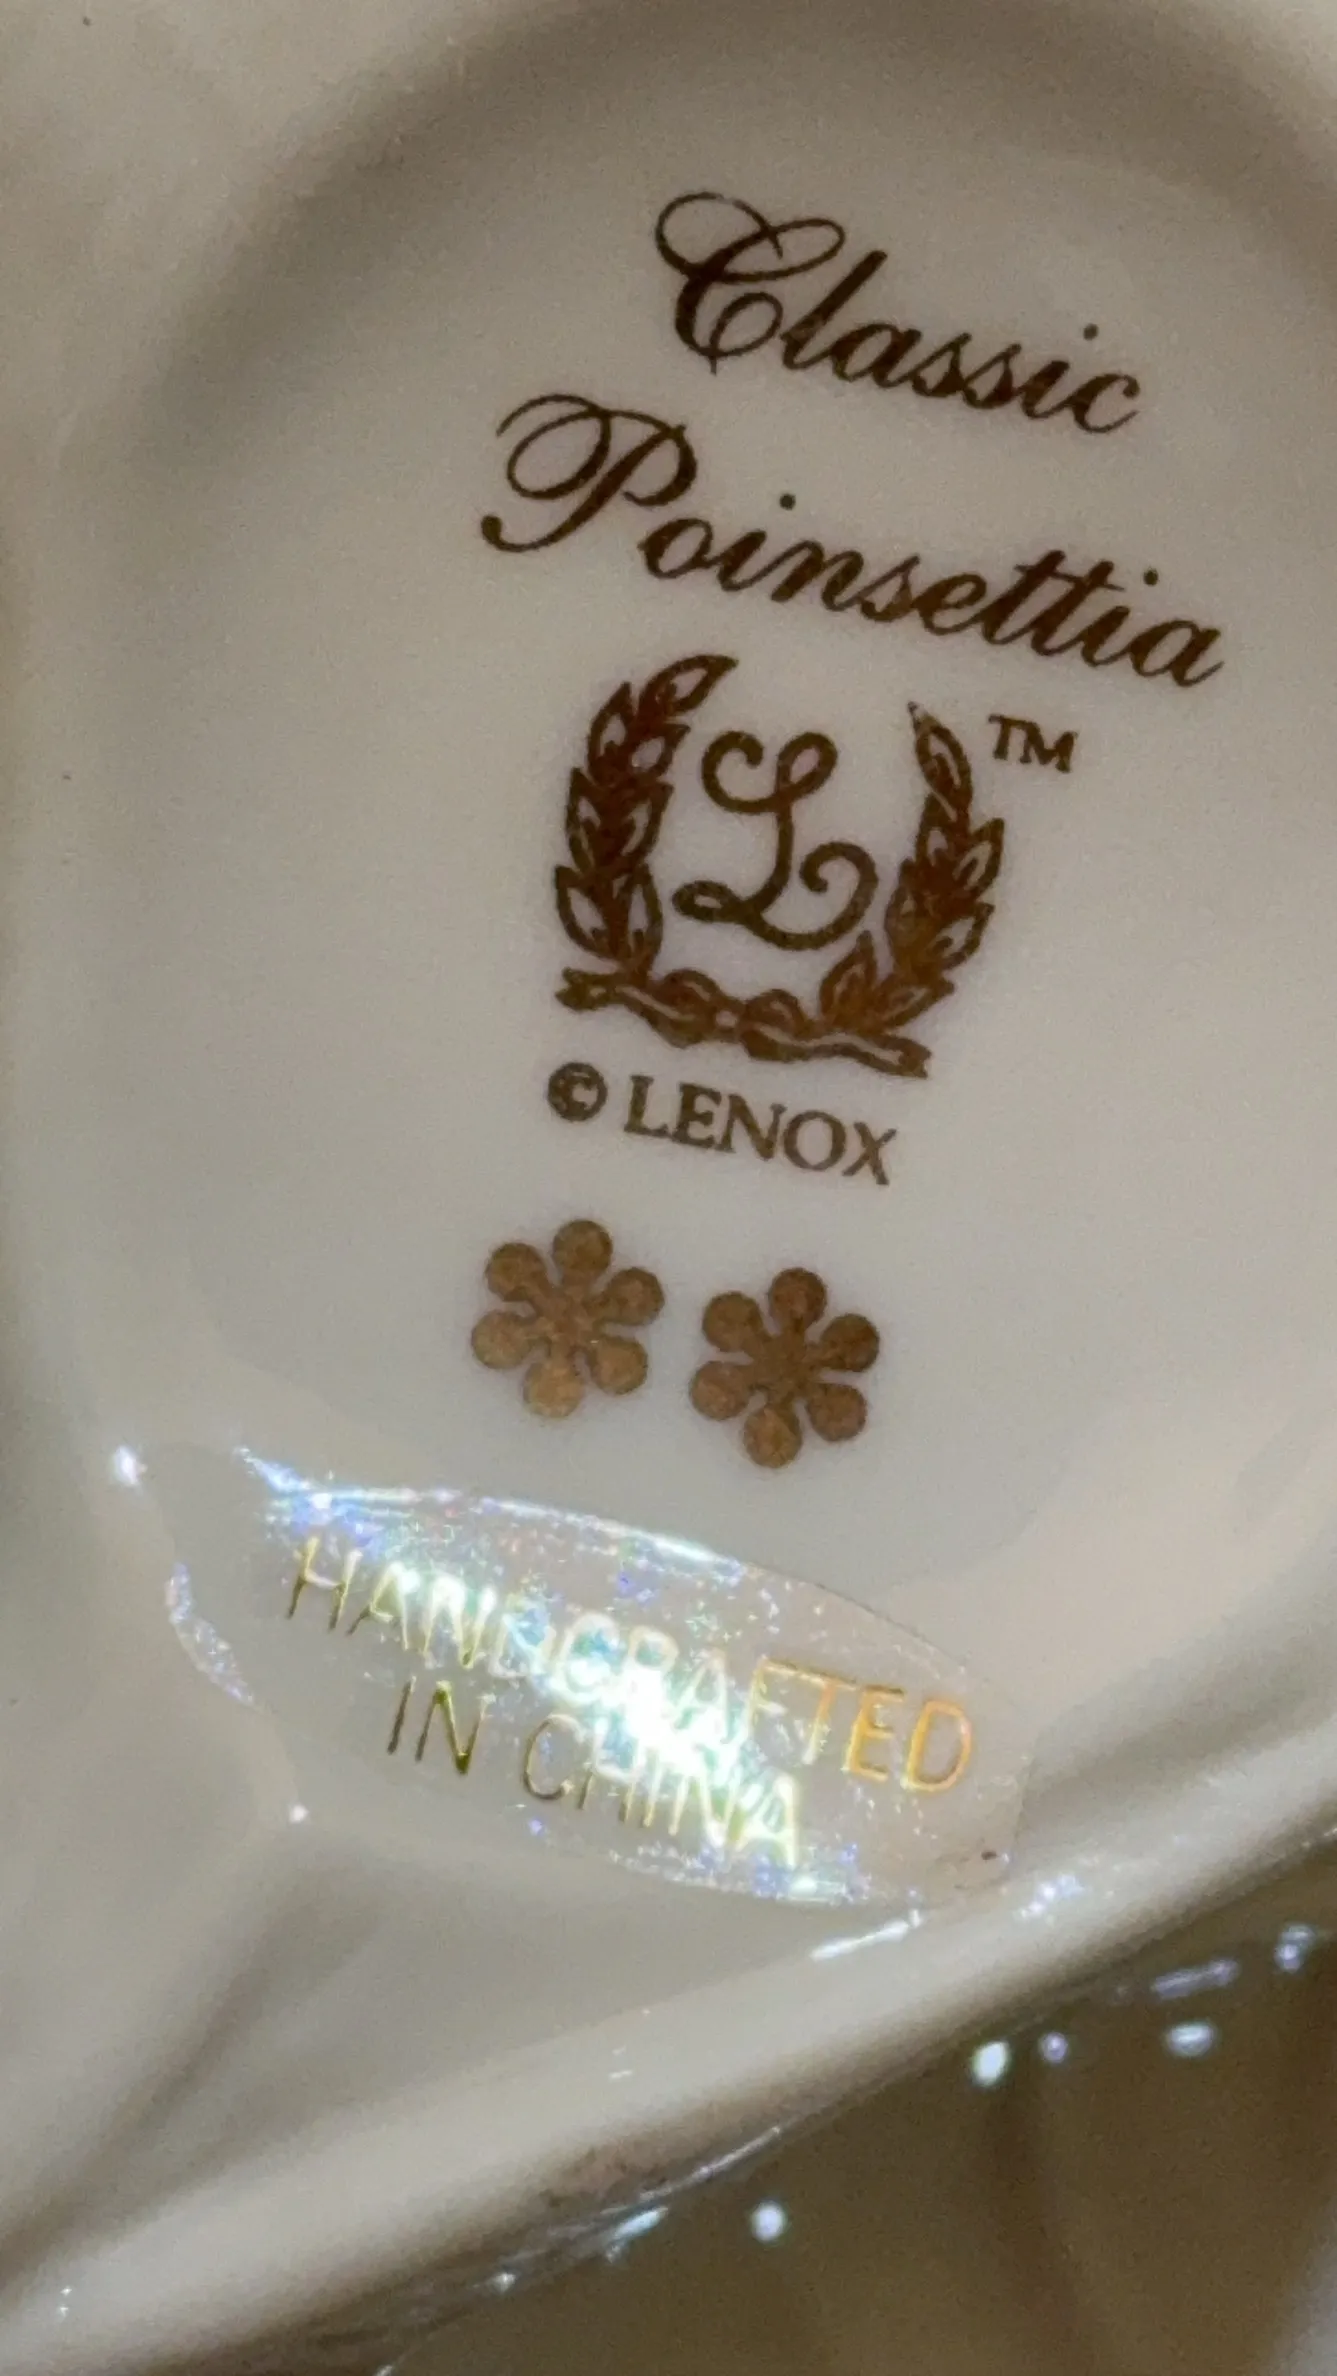 Classic
Poinsettia
L
TM
© LENOX
HANDCRAFTED
IN CHINA